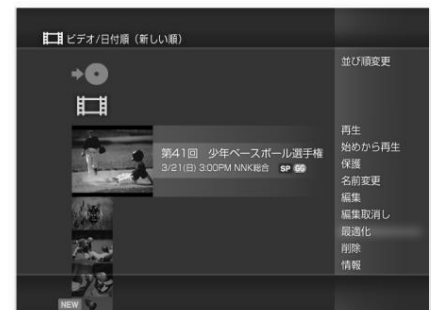 ビデオ/日付順（新しい順）
並び順変更
第41回 少年ベースボール選手権
3/21(日) 3:00PM NNK総合 SP GG
再生
始めから再生
保護
名前変更
編集
編集取消し
最適化
削除
情報
NEW